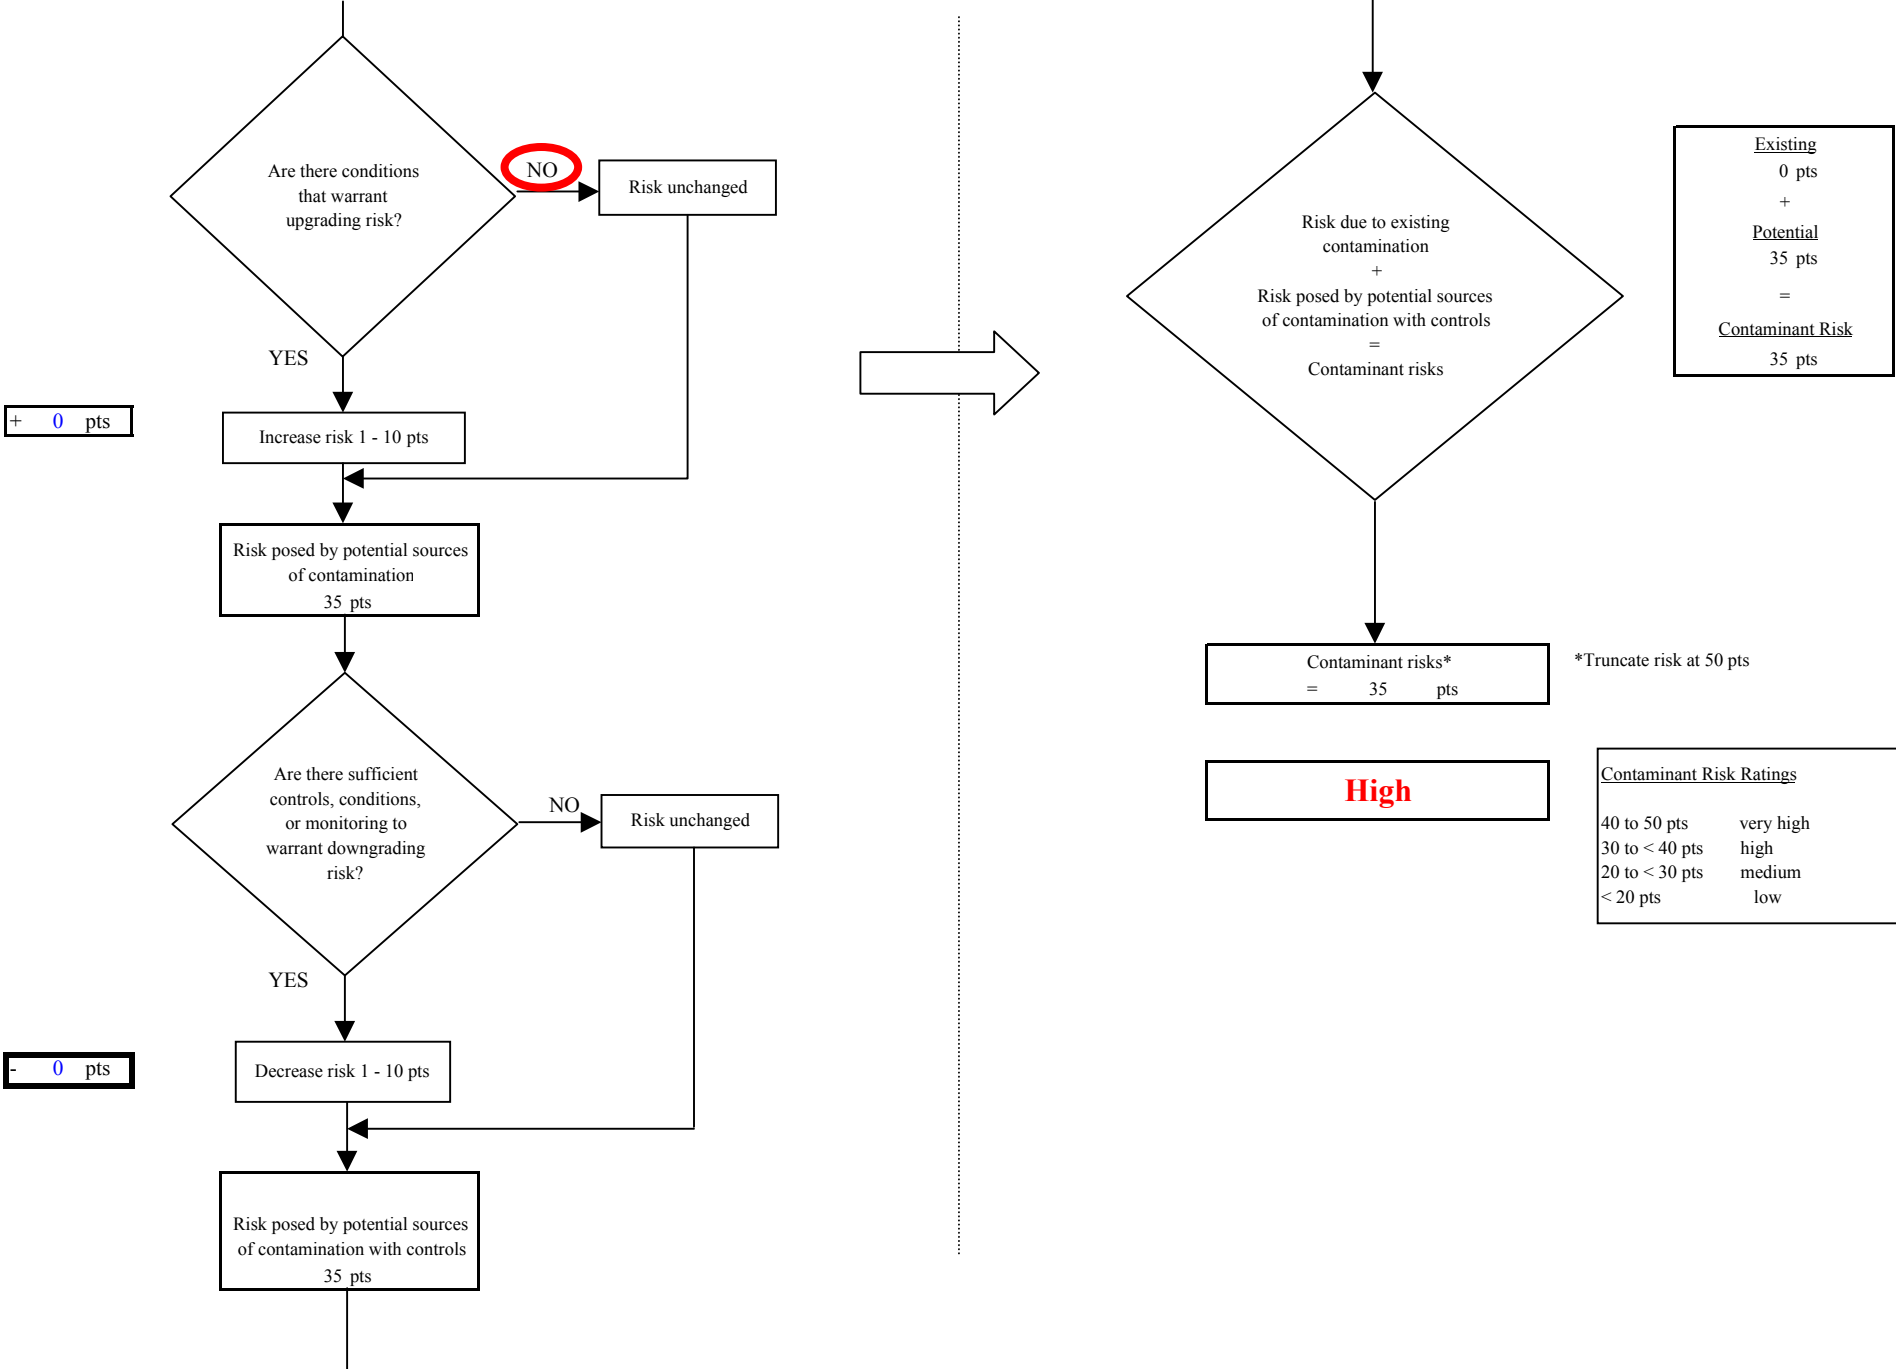 Are there conditions
that warrant
upgrading risk?
NO
Risk unchanged
YES
+ 0 pts
Increase risk 1 - 10 pts
Risk posed by potential sources
of contamination
35 pts
Are there sufficient
controls, conditions,
or monitoring to
warrant downgrading
risk?
NO
Risk unchanged
YES
- 0 pts
Decrease risk 1 - 10 pts
Risk posed by potential sources
of contamination with controls
35 pts
Risk due to existing
contamination
+
Risk posed by potential sources
of contamination with controls
=
Contaminant risks
Existing
0 pts
+
Potential
35 pts
=
Contaminant Risk
35 pts
Contaminant risks*
= 35 pts
*Truncate risk at 50 pts
High
Contaminant Risk Ratings
40 to 50 pts very high
30 to < 40 pts high
20 to < 30 pts medium
< 20 pts low